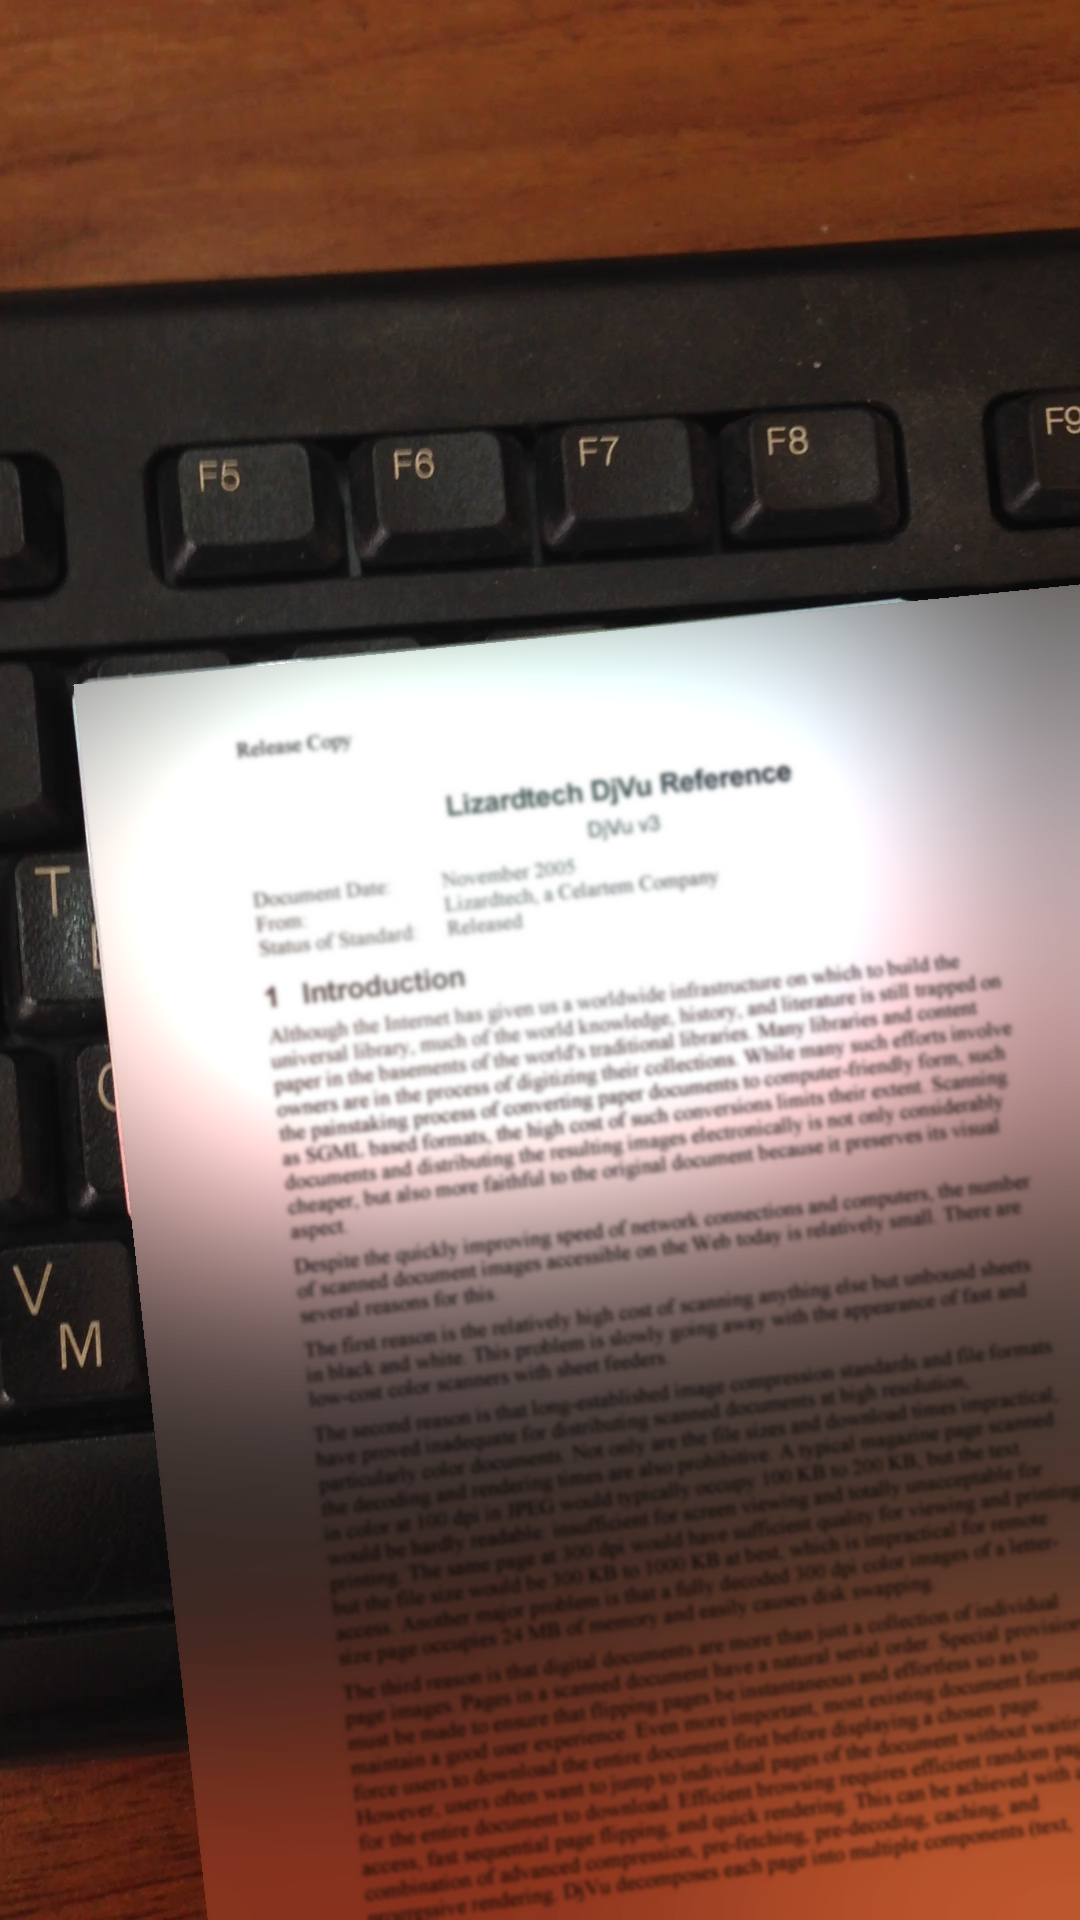 F5
F6
F7
F8
F9
T
V
M
Release Copy
Lizardtech DjVu Reference
DjVu v3
Document Date: November 2005
From: Lizardtech, a Celartem Company
Status of Standard: Released
1 Introduction
Although the Internet has given us a worldwide infrastructure on which to build the
universal library, much of the world knowledge, history, and literature is still trapped on
paper in the basements of the world's traditional libraries. Many libraries and content
owners are in the process of digitizing their collections. While many such efforts involve
the painstaking process of converting paper documents to computer-friendly form, such
as SGML based formats, the high cost of such conversions limits their extent. Scanning
documents and distributing the resulting images electronically is not only considerably
cheaper, but also more faithful to the original document because it preserves its visual
aspect.
Despite the quickly improving speed of network connections and computers, the number
of scanned document images accessible on the Web today is relatively small. There are
several reasons for this.
The first reason is the relatively high cost of scanning anything else but unbound sheets
in black and white. This problem is slowly going away with the appearance of fast and
low-cost color scanners with sheet feeders.
The second reason is that long-established image compression standards and file formats
have proved inadequate for distributing scanned documents at high resolution,
particularly color documents. Not only are the file sizes and download times impractical,
the decoding and rendering times are also prohibitive. A typical magazine page scanned
in color at 100 dpi in JPEG would typically occupy 100 KB to 200 KB, but the text
would be hardly readable: insufficient for screen viewing and totally unacceptable for
printing. The same page at 300 dpi would have sufficient quality for viewing and printing,
but the file size would be 300 KB to 1000 KB at best, which is impractical for remote
access. Another major problem is that a fully decoded 300 dpi color images of a letter-
size page occupies 24 MB of memory and easily causes disk swapping.
The third reason is that digital documents are more than just a collection of individual
page images. Pages in a scanned document have a natural serial order. Special provision
must be made to ensure that flipping pages be instantaneous and effortless so as to
maintain a good user experience. Even more important, most existing document formats
force users to download the entire document first before displaying a chosen page.
However, users often want to jump to individual pages of the document without waiting
for the entire document to download. Efficient browsing requires efficient random page
access, fast sequential page flipping, and quick rendering. This can be achieved with a
combination of advanced compression, pre-fetching, pre-decoding, caching, and
progressive rendering. DjVu decomposes each page into multiple components (text,